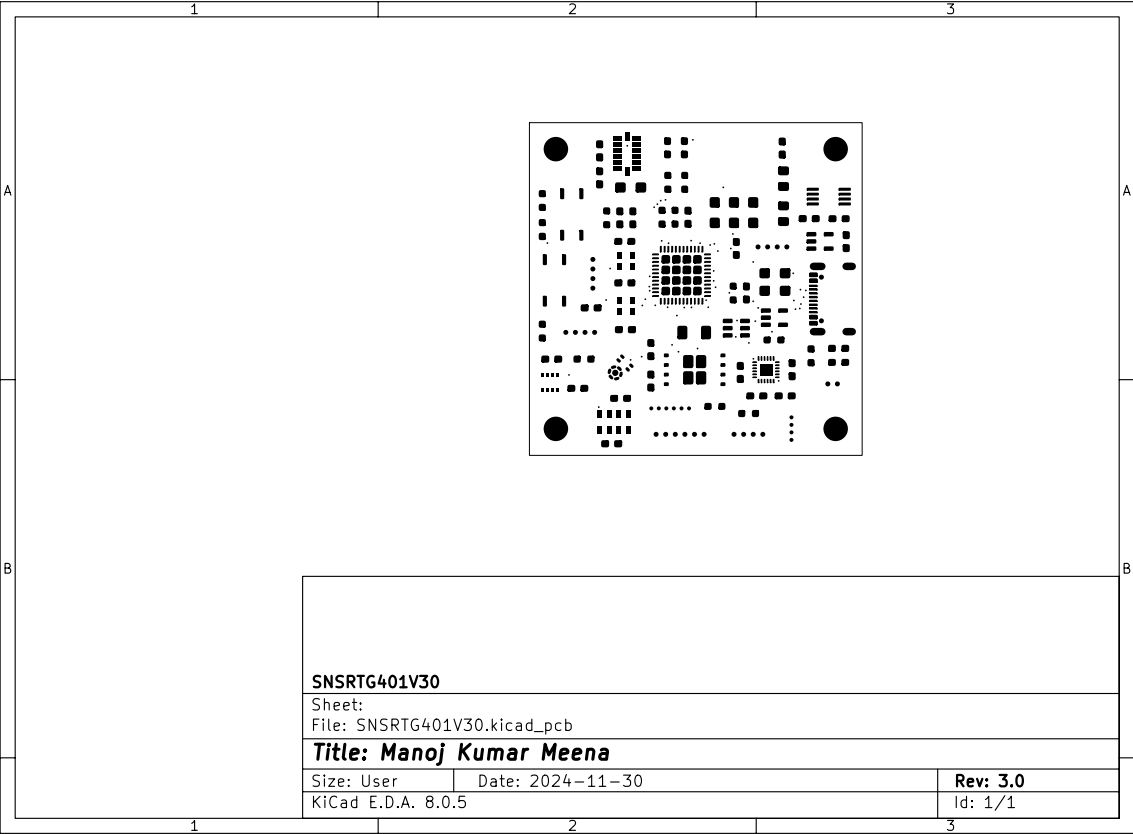 1 2 3
A A
B B
SNSRTG401V30
Sheet:
File: SNSRTG401V30.kicad_pcb
Title: Manoj Kumar Meena
Size: User Date: 2024-11-30 Rev: 3.0
KiCad E.D.A. 8.0.5 Id: 1/1
1 2 3